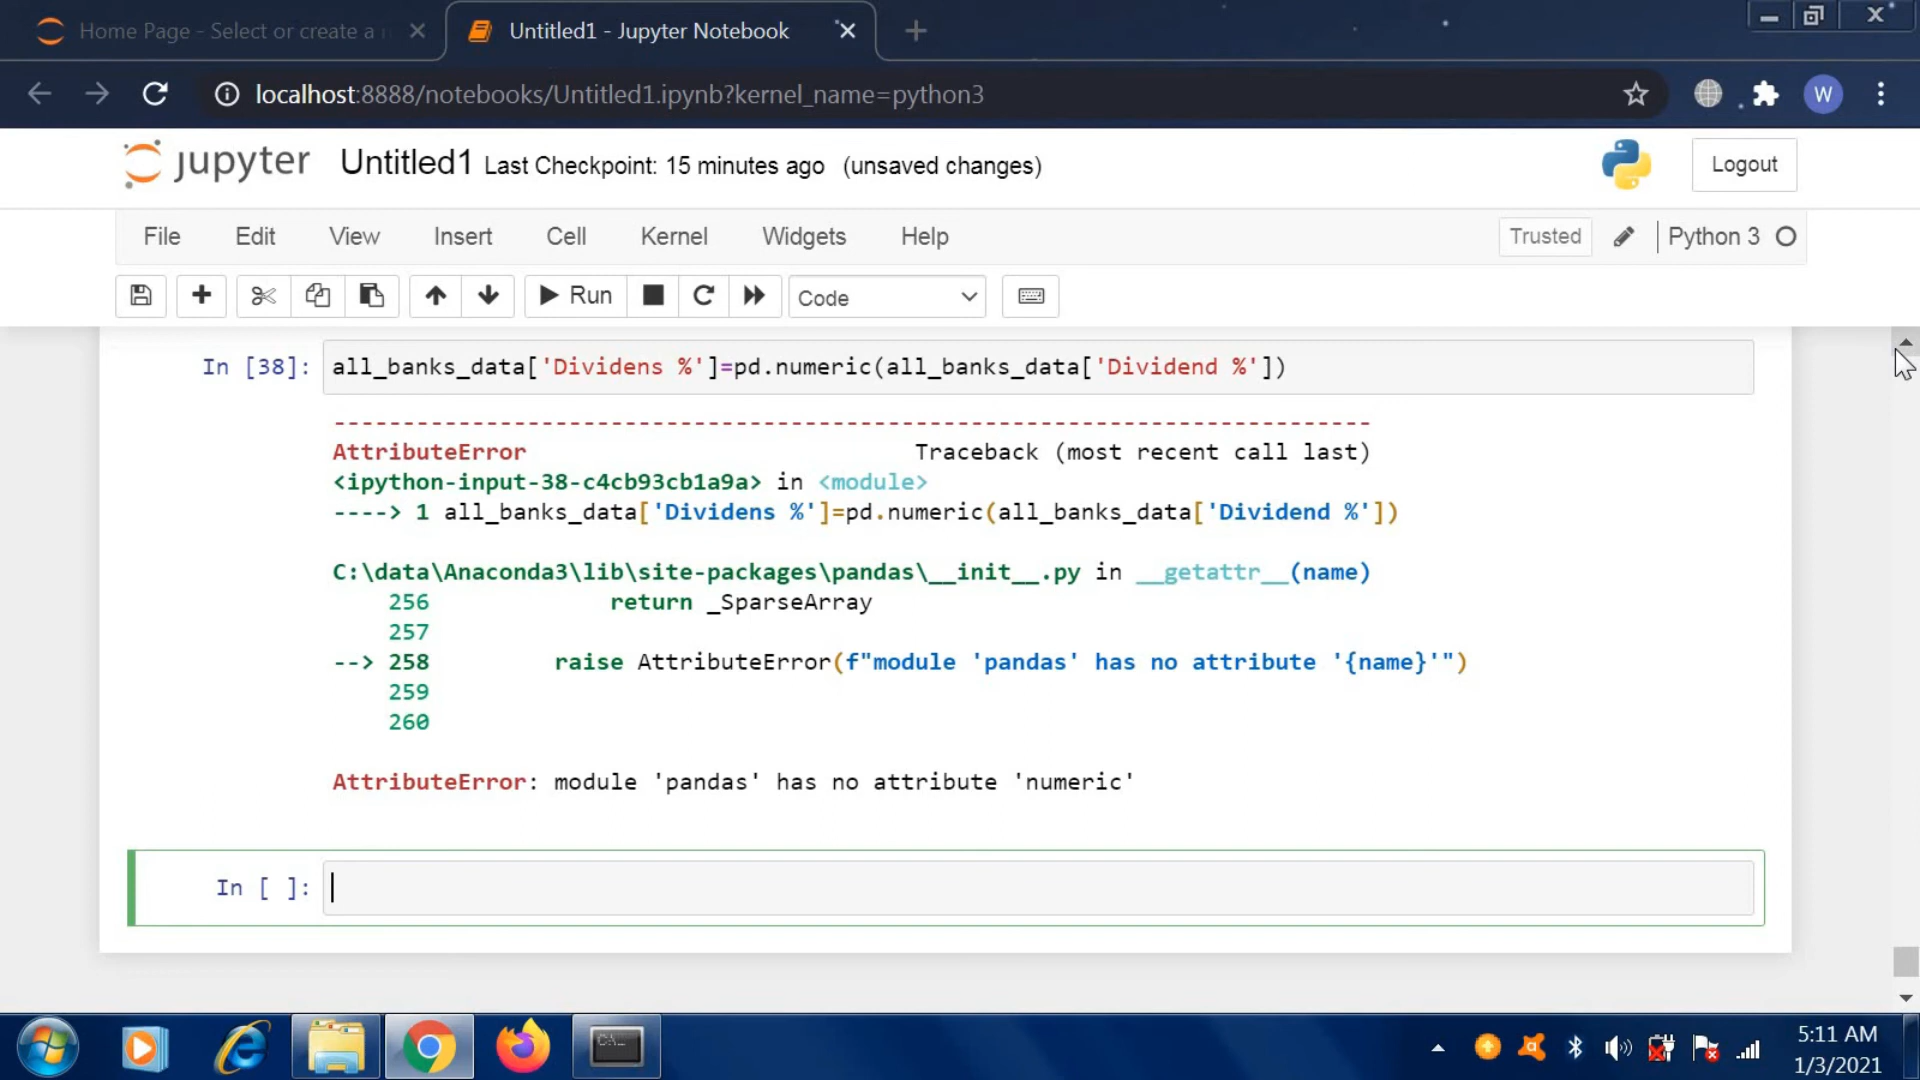 Home Page - Select or create a n
Untitled1 - Jupyter Notebook
localhost:8888/notebooks/Untitled1.ipynb?kernel_name=python3
W
jupyter Untitled1 Last Checkpoint: 15 minutes ago (unsaved changes)
Logout
File Edit View Insert Cell Kernel Widgets Help
Trusted
Python 3
Run
Code
In [38]: all_banks_data['Dividens %']=pd.numeric(all_banks_data['Dividend %'])
---------------------------------------------------------------------------
AttributeError                            Traceback (most recent call last)
<ipython-input-38-c4cb93cb1a9a> in <module>
----> 1 all_banks_data['Dividens %']=pd.numeric(all_banks_data['Dividend %'])
C:\data\Anaconda3\lib\site-packages\pandas\__init__.py in __getattr__(name)
256             return _SparseArray
257
--> 258         raise AttributeError(f"module 'pandas' has no attribute '{name}'")
259
260
AttributeError: module 'pandas' has no attribute 'numeric'
In [ ]:
5:11 AM
1/3/2021